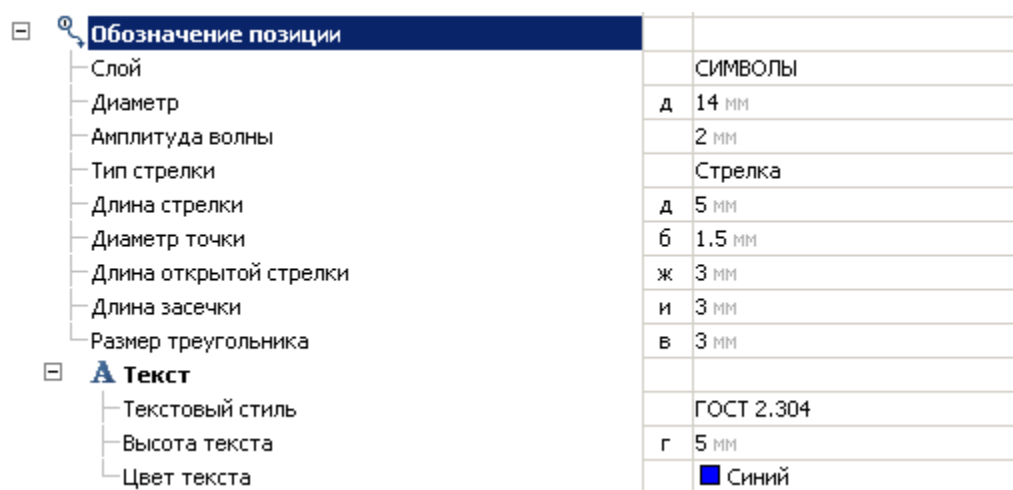 Обозначение позиции
Слой СИМВОЛЫ
Диаметр д 14 мм
Амплитуда волны 2 мм
Тип стрелки Стрелка
Длина стрелки д 5 мм
Диаметр точки б 1.5 мм
Длина открытой стрелки ж 3 мм
Длина засечки и 3 мм
Размер треугольника в 3 мм
А Текст
Текстовый стиль ГОСТ 2.304
Высота текста г 5 мм
Цвет текста Синий